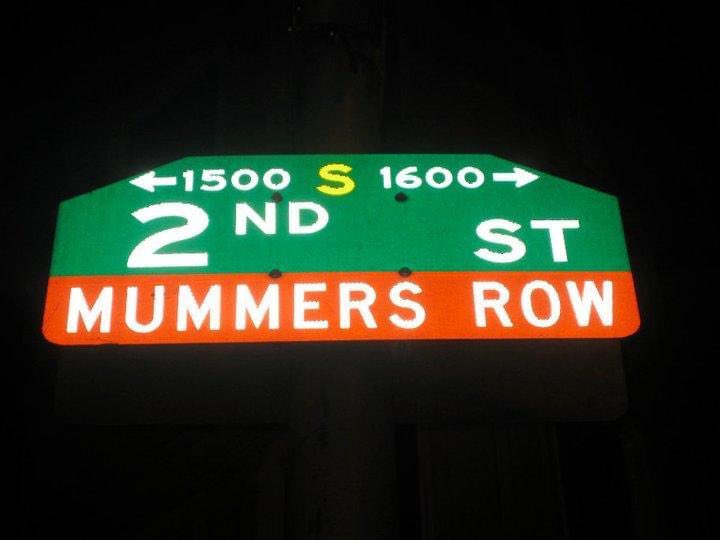 ←1500 S 1600→
2ND ST
MUMMERS ROW